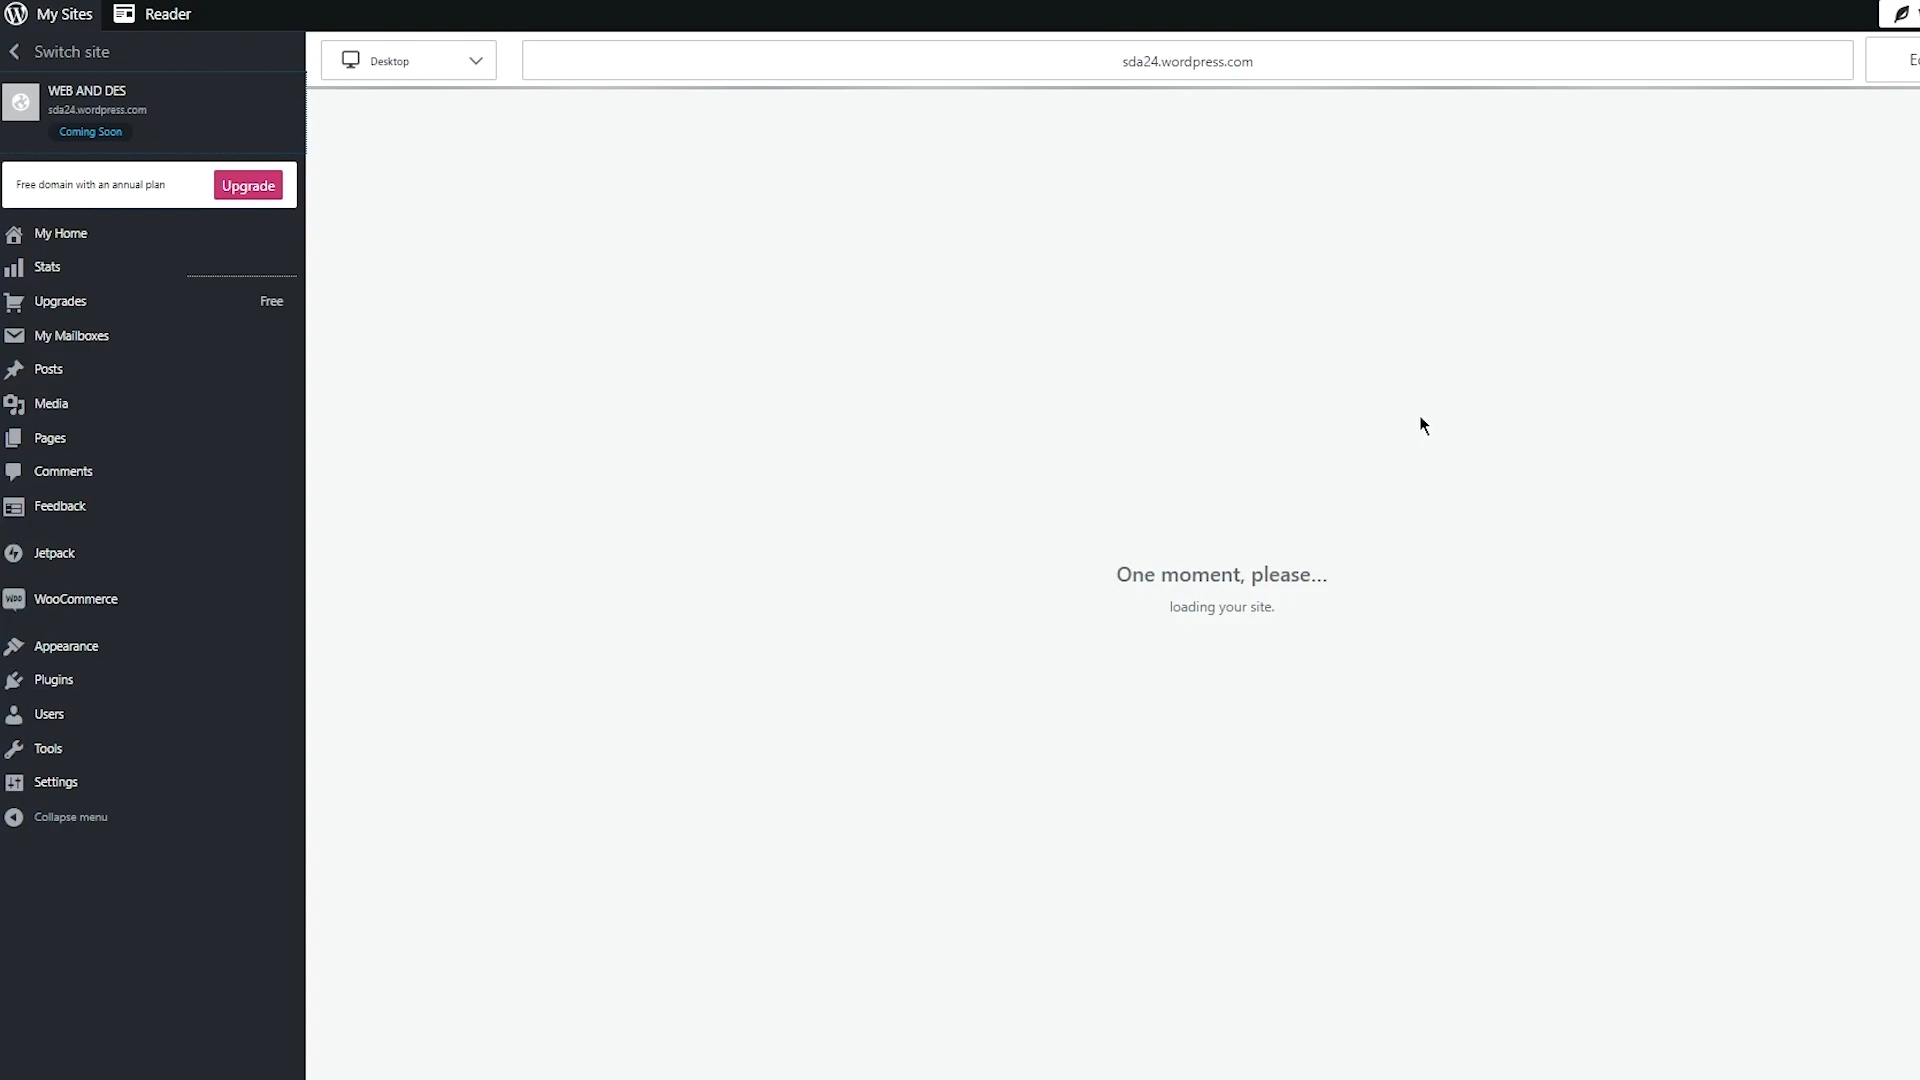 My Sites
Reader
Switch site
WEB AND DES
sda24.wordpress.com
Coming Soon
Free domain with an annual plan
Upgrade
My Home
Stats
Upgrades
Free
My Mailboxes
Posts
Media
Pages
Comments
Feedback
Jetpack
WooCommerce
Appearance
Plugins
Users
Tools
Settings
Collapse menu
Desktop
sda24.wordpress.com
One moment, please...
loading your site.